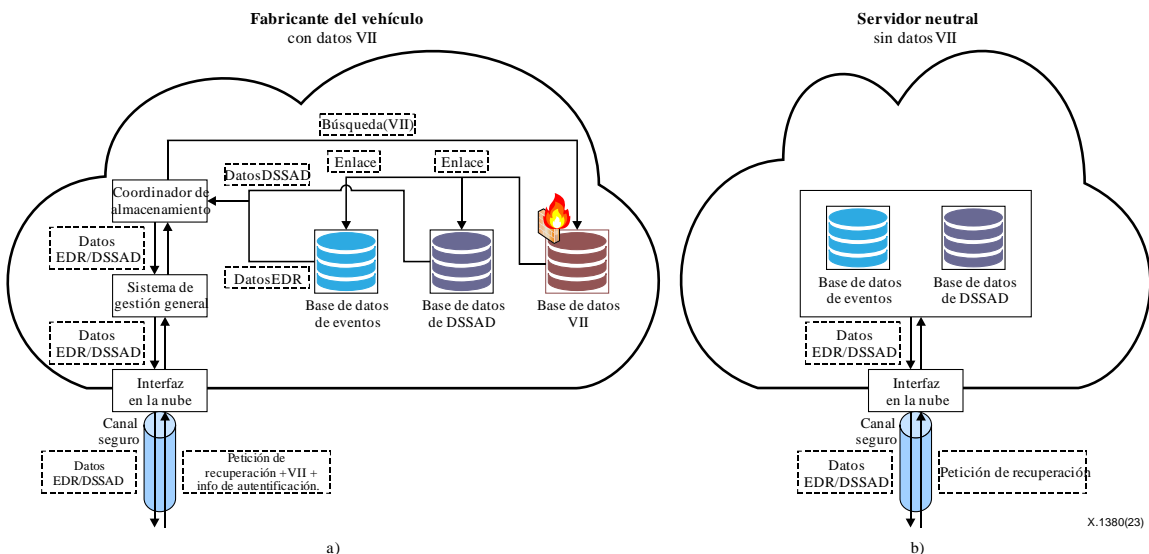 Fabricante del vehículo
con datos VII
Búsqueda(VII)
Enlace
Enlace
Datos DSSAD
Coordinador de
almacenamiento
Datos
EDR/DSSAD
Datos EDR
Sistema de
gestión general
Base de datos
de eventos
Base de datos
de DSSAD
Base de datos
VII
Datos
EDR/DSSAD
Interfaz
en la nube
Canal
seguro
Datos
EDR/DSSAD
Petición de
recuperación +VII +
info de autentificación.
a)
Servidor neutral
sin datos VII
Base de datos
de eventos
Base de datos
de DSSAD
Datos
EDR/DSSAD
Interfaz
en la nube
Canal
seguro
Datos
EDR/DSSAD
Petición de recuperación
X.1380(23)
b)